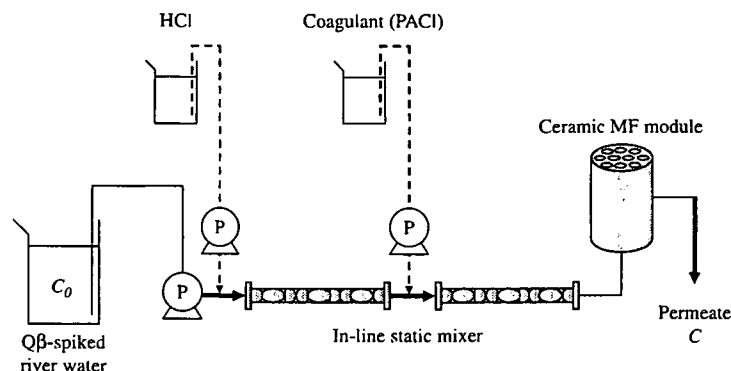 HCl
Coagulant (PACl)
Ceramic MF module
P
P
C0
P
Qβ-spiked
river water
In-line static mixer
Permeate
C